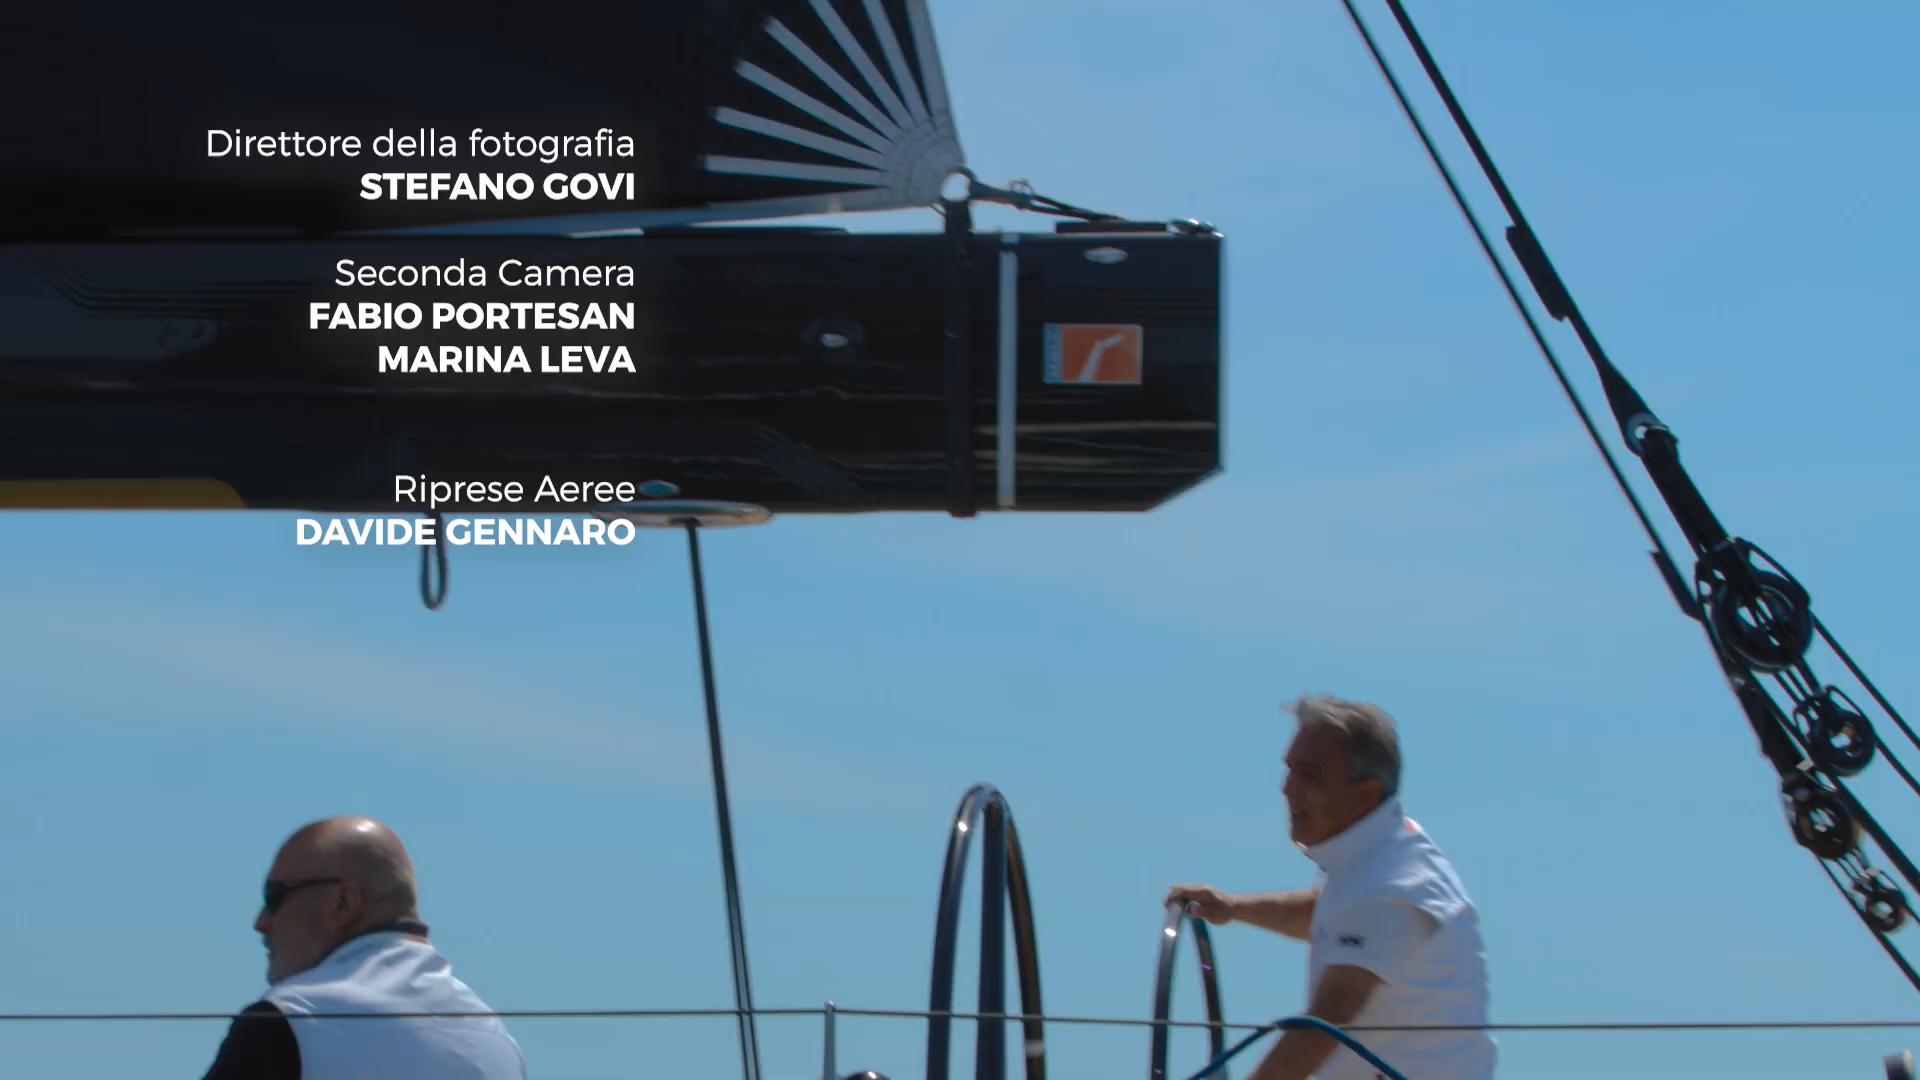 Direttore della fotografia
STEFANO GOVI
Seconda Camera
FABIO PORTESAN
MARINA LEVA
Riprese Aeree
DAVIDE GENNARO